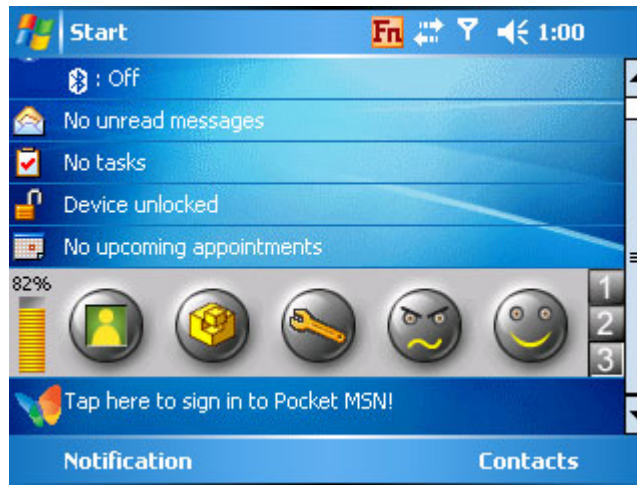 Start Fn 1:00
: Off
No unread messages
No tasks
Device unlocked
No upcoming appointments
82%
1
2
3
Tap here to sign in to Pocket MSN!
Notification Contacts